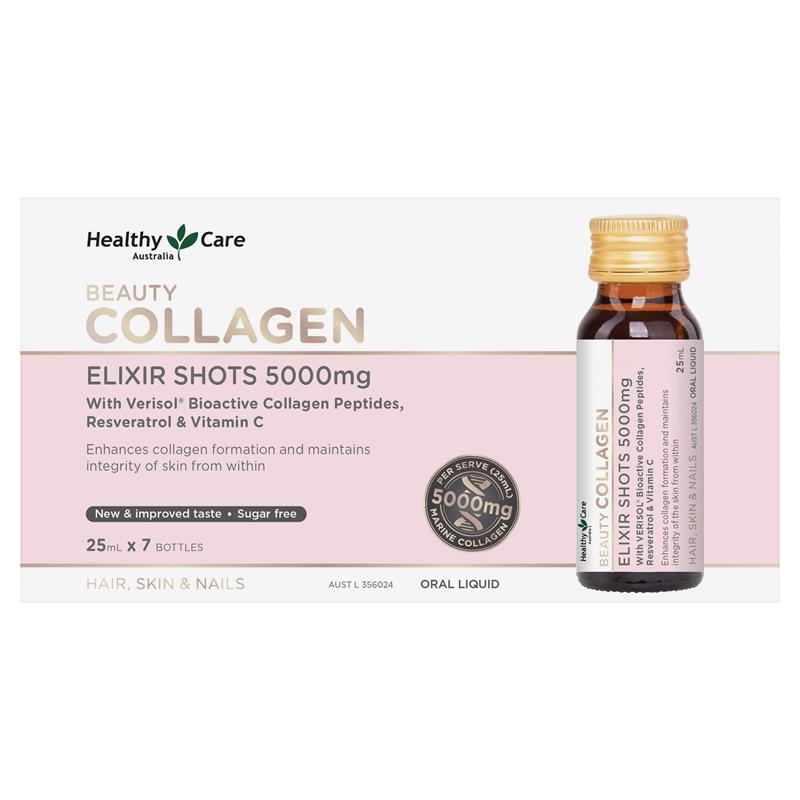 Healthy Care
Australia
BEAUTY
COLLAGEN
ELIXIR SHOTS 5000mg
With Verisol® Bioactive Collagen Peptides,
Resveratrol & Vitamin C
Enhances collagen formation and maintains
integrity of skin from within
New & improved taste • Sugar free
25mL x 7 BOTTLES
HAIR, SKIN & NAILS
AUST L 356024
ORAL LIQUID
PER SERVE (25mL)
5000mg
MARINE COLLAGEN
Healthy Care
Australia
BEAUTY COLLAGEN
ELIXIR SHOTS 5000mg
With VERISOL® Bioactive Collagen Peptides,
Resveratrol & Vitamin C
Enhances collagen formation and maintains
integrity of the skin from within
HAIR, SKIN & NAILS AUST L 356024 ORAL LIQUID
25mL